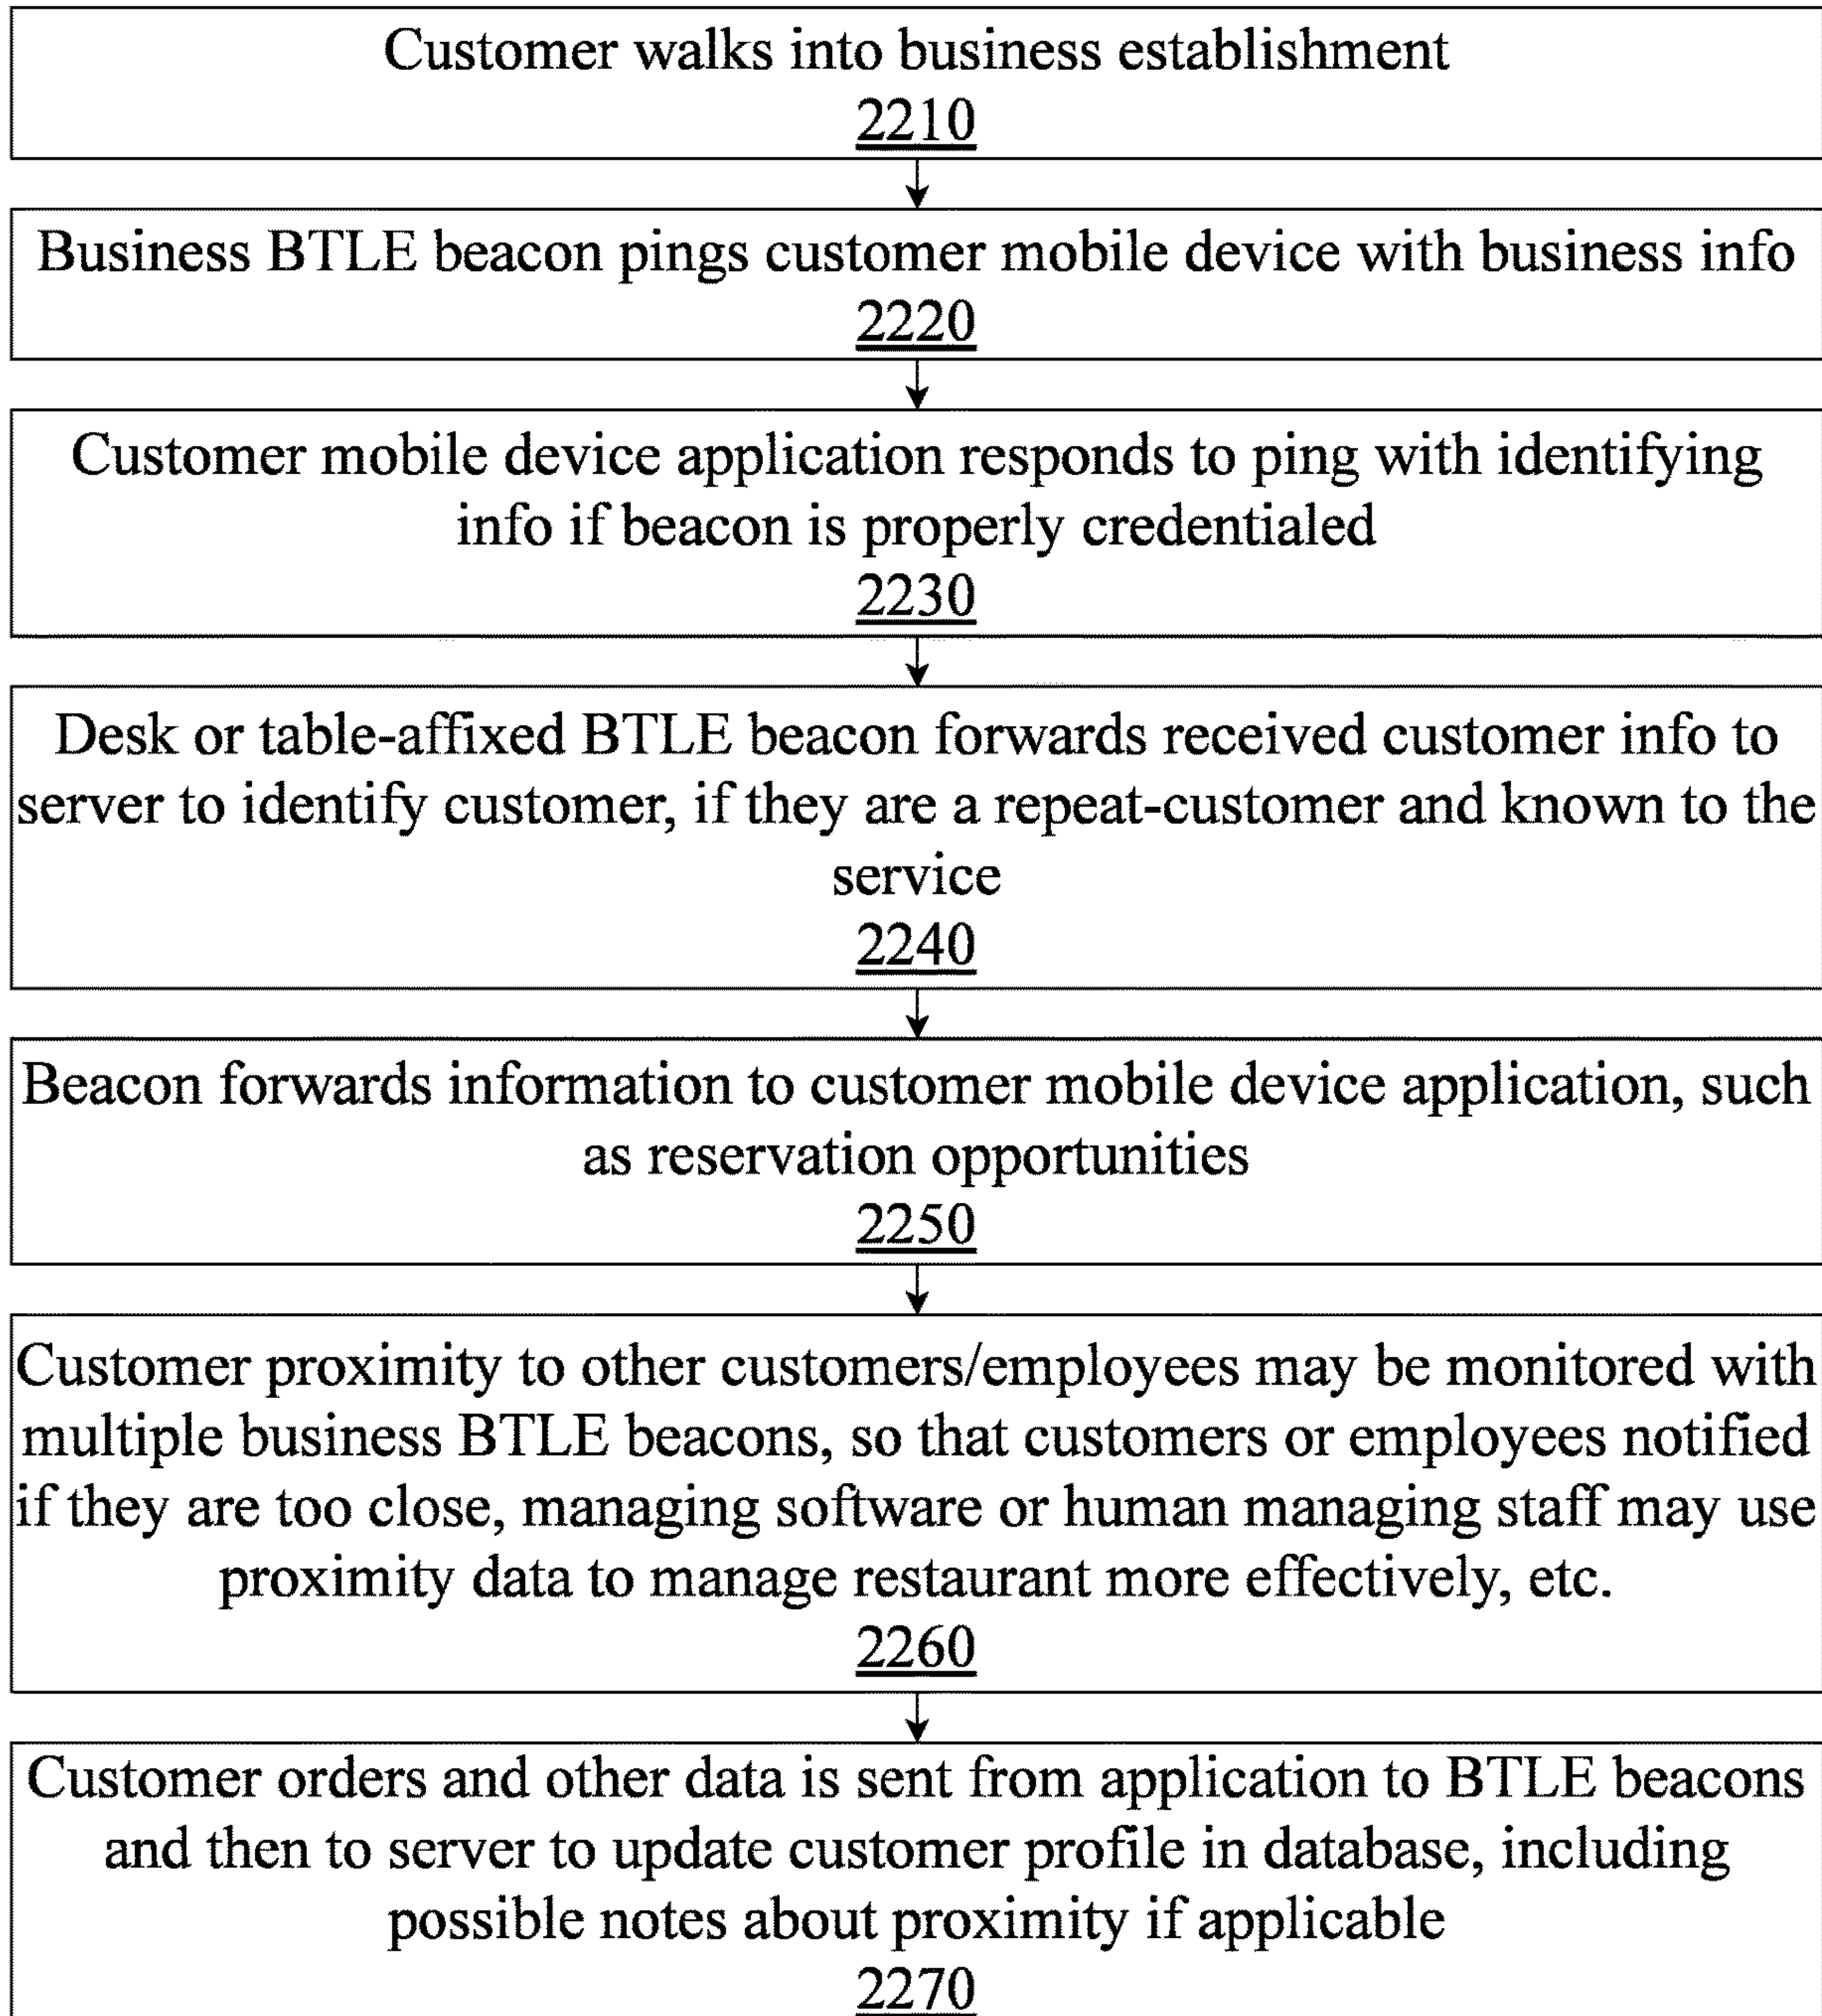 Customer walks into business establishment
2210
Business BTLE beacon pings customer mobile device with business info
2220
Customer mobile device application responds to ping with identifying
info if beacon is properly credentialed
2230
Desk or table-affixed BTLE beacon forwards received customer info to
server to identify customer, if they are a repeat-customer and known to the
service
2240
Beacon forwards information to customer mobile device application, such
as reservation opportunities
2250
Customer proximity to other customers/employees may be monitored with
multiple business BTLE beacons, so that customers or employees notified
if they are too close, managing software or human managing staff may use
proximity data to manage restaurant more effectively, etc.
2260
Customer orders and other data is sent from application to BTLE beacons
and then to server to update customer profile in database, including
possible notes about proximity if applicable
2270